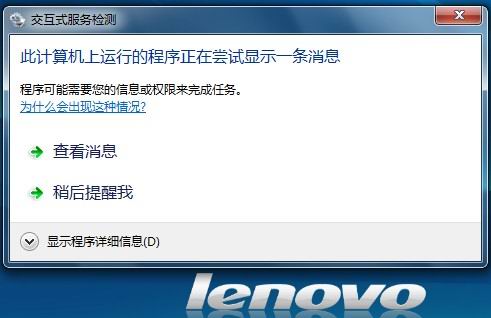 交互式服务检测
此计算机上运行的程序正在尝试显示一条消息
程序可能需要您的信息或权限来完成任务。
为什么会出现这种情况?
查看消息
稍后提醒我
显示程序详细信息(D)
lenovo